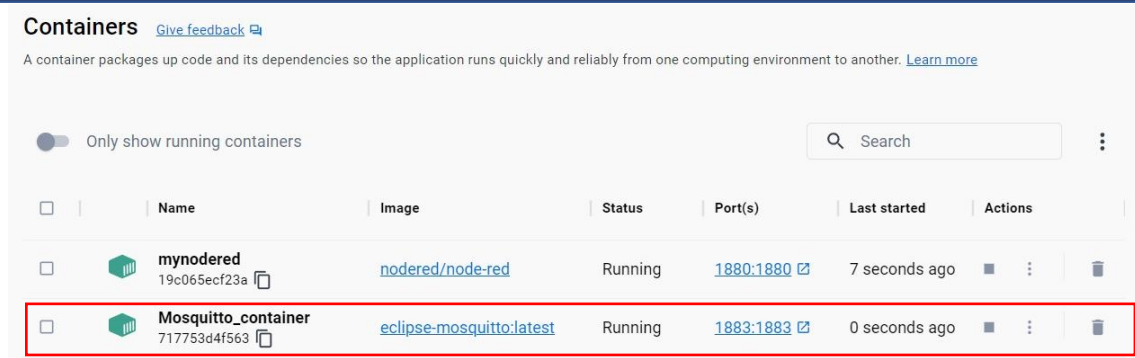 Containers Give feedback
A container packages up code and its dependencies so the application runs quickly and reliably from one computing environment to another. Learn more
Only show running containers Search
Name Image Status Port(s) Last started Actions
mynodered nodered/node-red Running 1880:1880 7 seconds ago
19c065ecf23a
Mosquitto_container eclipse-mosquitto:latest Running 1883:1883 0 seconds ago
717753d4f563